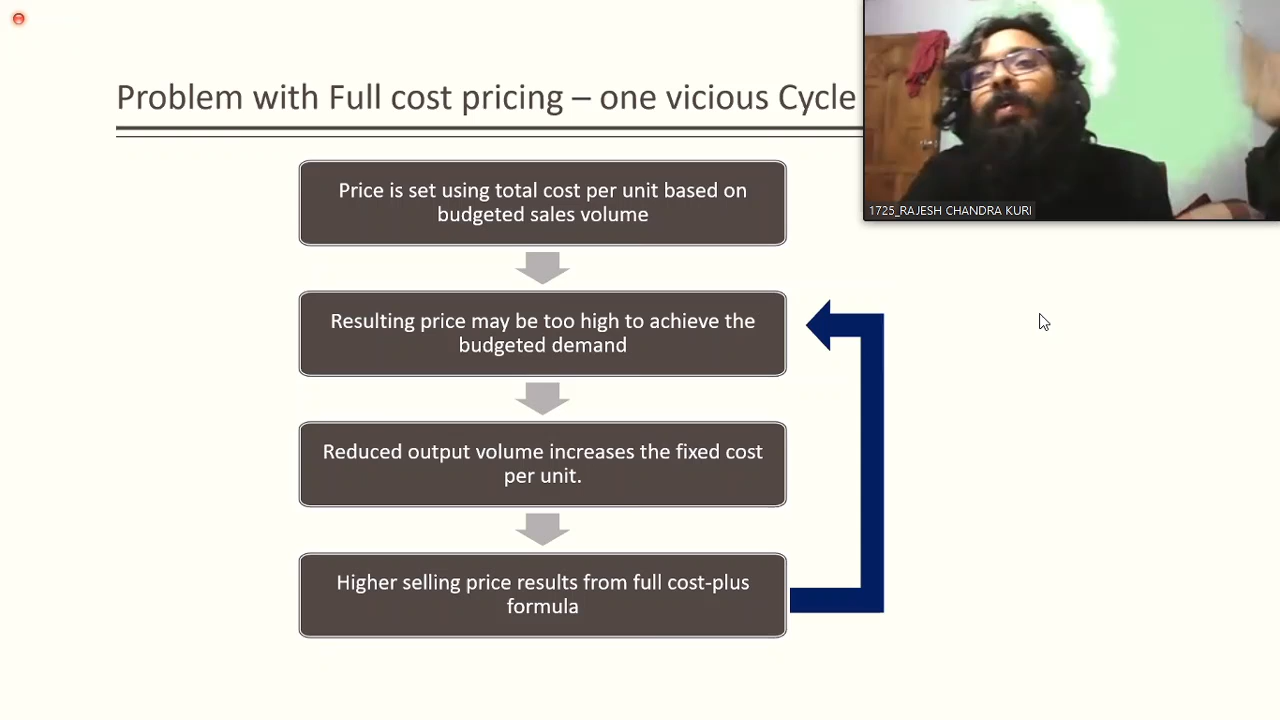 Problem with Full cost pricing – one vicious Cycle
1725_RAJESH CHANDRA KURI
Price is set using total cost per unit based on
budgeted sales volume
Resulting price may be too high to achieve the
budgeted demand
Reduced output volume increases the fixed cost
per unit.
Higher selling price results from full cost-plus
formula